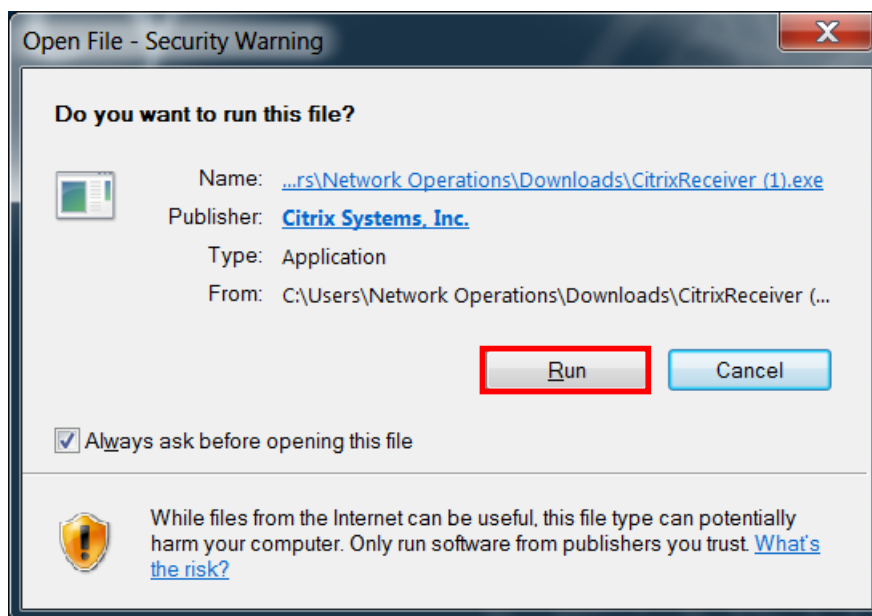 Open File - Security Warning
X
Do you want to run this file?
Name: ...rs\Network Operations\Downloads\CitrixReceiver (1).exe
Publisher: Citrix Systems, Inc.
Type: Application
From: C:\Users\Network Operations\Downloads\CitrixReceiver (...
Run Cancel
Always ask before opening this file
While files from the Internet can be useful, this file type can potentially
harm your computer. Only run software from publishers you trust. What's
the risk?